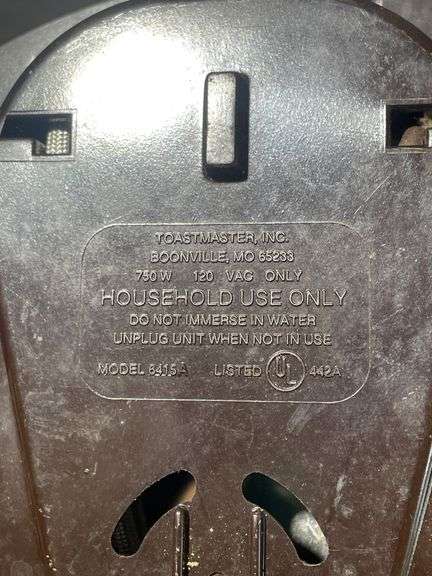 TOASTMASTER, INC.
BOONVILLE, MO 65233
750 W 120 VAC ONLY
HOUSEHOLD USE ONLY
DO NOT IMMERSE IN WATER
UNPLUG UNIT WHEN NOT IN USE
MODEL 8415A LISTED UL 442A